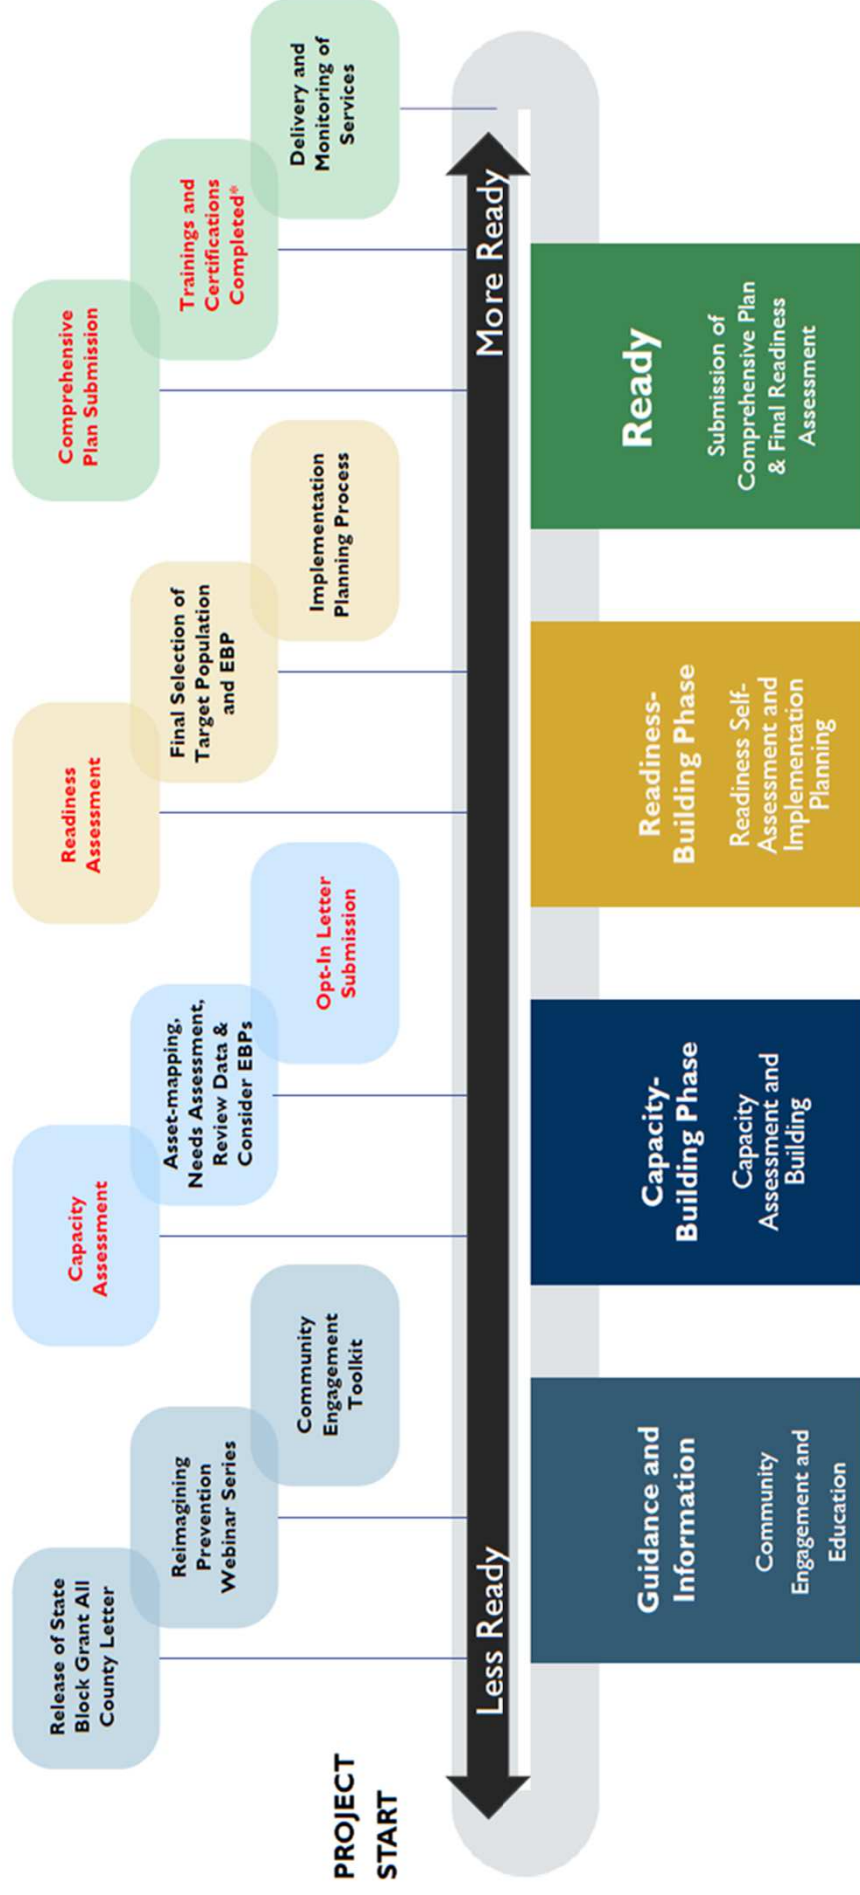 Release of State
Block Grant All
County Letter
Reimagining
Prevention
Webinar Series
Community
Engagement
Toolkit
Capacity
Assessment
Asset-mapping,
Needs Assessment,
Review Data &
Consider EBPs
Opt-In Letter
Submission
Readiness
Assessment
Final Selection of
Target Population
and EBP
Implementation
Planning Process
Comprehensive
Plan Submission
Trainings and
Certifications
Completed*
Delivery and
Monitoring of
Services
PROJECT
START
Less Ready
More Ready
Guidance and
Information
Community
Engagement and
Education
Capacity-
Building Phase
Capacity
Assessment and
Building
Readiness-
Building Phase
Readiness Self-
Assessment and
Implementation
Planning
Ready
Submission of
Comprehensive Plan
& Final Readiness
Assessment